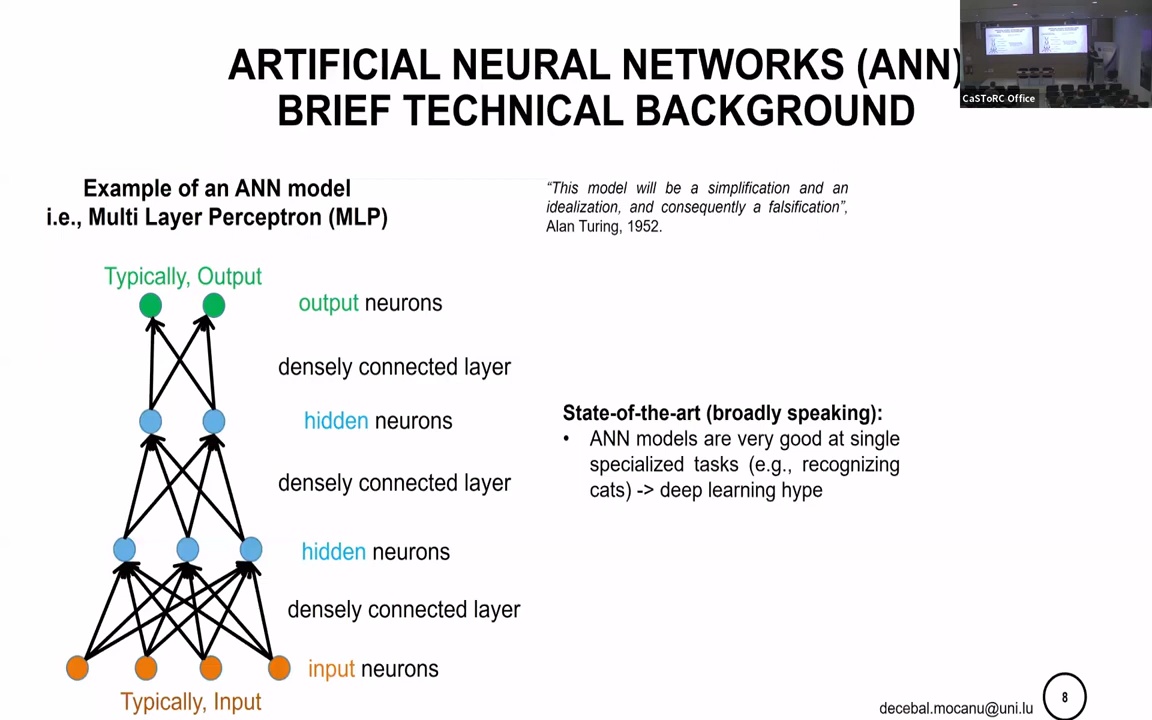 ARTIFICIAL NEURAL NETWORKS (ANN)
BRIEF TECHNICAL BACKGROUND
CaSToRC Office
Example of an ANN model
i.e., Multi Layer Perceptron (MLP)
“This model will be a simplification and an
idealization, and consequently a falsification”,
Alan Turing, 1952.
Typically, Output
output neurons
densely connected layer
hidden neurons
densely connected layer
hidden neurons
densely connected layer
input neurons
Typically, Input
State-of-the-art (broadly speaking):
• ANN models are very good at single
specialized tasks (e.g., recognizing
cats) -> deep learning hype
decebal.mocanu@uni.lu
8